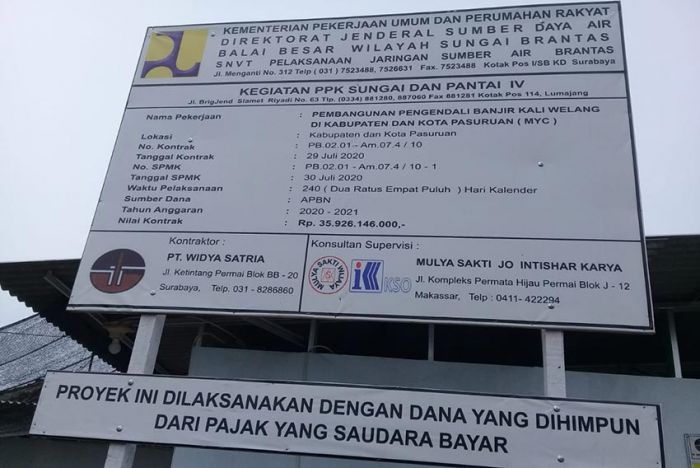 KEMENTERIAN PEKERJAAN UMUM DAN PERUMAHAN RAKYAT
DIREKTORAT JENDERAL SUMBER DAYA AIR
BALAI BESAR WILAYAH SUNGAI BRANTAS
SNVT PELAKSANAAN JARINGAN SUMBER AIR BRANTAS
Jl. Menganti No. 312 Telp ( 031 ) 7523488, 7526631 Fax. 7523488 Kotak Pos I/SB KD Surabaya
KEGIATAN PPK SUNGAI DAN PANTAI IV
Jl. BrigJend Slamet Riyadi No. 63 Tlp. (0334) 881280, 887060 Fax 881281 Kotak Pos 114, Lumajang
Nama Pekerjaan : PEMBANGUNAN PENGENDALI BANJIR KALI WELANG
DI KABUPATEN DAN KOTA PASURUAN ( MYC )
Lokasi : Kabupaten dan Kota Pasuruan
No. Kontrak : PB.02.01 - Am.07.4 / 10
Tanggal Kontrak : 29 Juli 2020
No. SPMK : PB.02.01 - Am.07.4 / 10 - 1
Tanggal SPMK : 30 Juli 2020
Waktu Pelaksanaan : 240 ( Dua Ratus Empat Puluh ) Hari Kalender
Sumber Dana : APBN
Tahun Anggaran : 2020 - 2021
Nilai Kontrak : Rp. 35.926.146.000,-
Kontraktor :
PT. WIDYA SATRIA
Jl. Ketintang Permai Blok BB - 20
Surabaya, Telp. 031 - 8286860
Konsultan Supervisi :
MULYA SAKTI WIJAYA
KSO
MULYA SAKTI JO INTISHAR KARYA
Jl. Kompleks Permata Hijau Permai Blok J - 12
Makassar, Telp : 0411- 422294
PROYEK INI DILAKSANAKAN DENGAN DANA YANG DIHIMPUN
DARI PAJAK YANG SAUDARA BAYAR